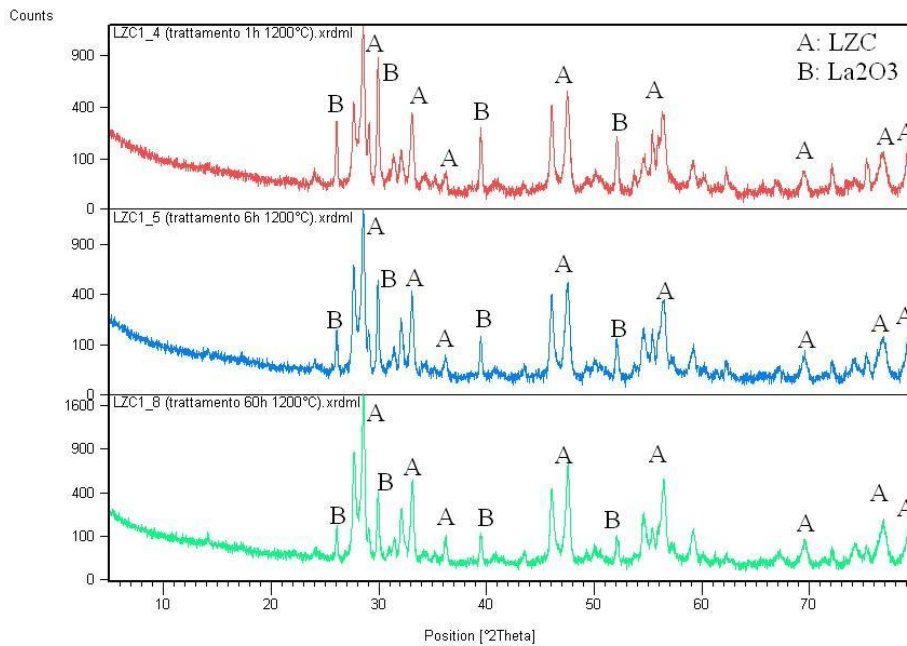 Counts
LZC1_4 (trattamento 1h 1200°C).xrdml
A: LZC
B: La2O3
900
400
100
0
B A B A A B A B A A A A
LZC1_5 (trattamento 6h 1200°C).xrdml
900
400
100
0
B A B A A B A B A A A A
LZC1_8 (trattamento 60h 1200°C).xrdml
1600
900
400
100
0
B A B A A B A B A A A A
10 20 30 40 50 60 70
Position [°2Theta]